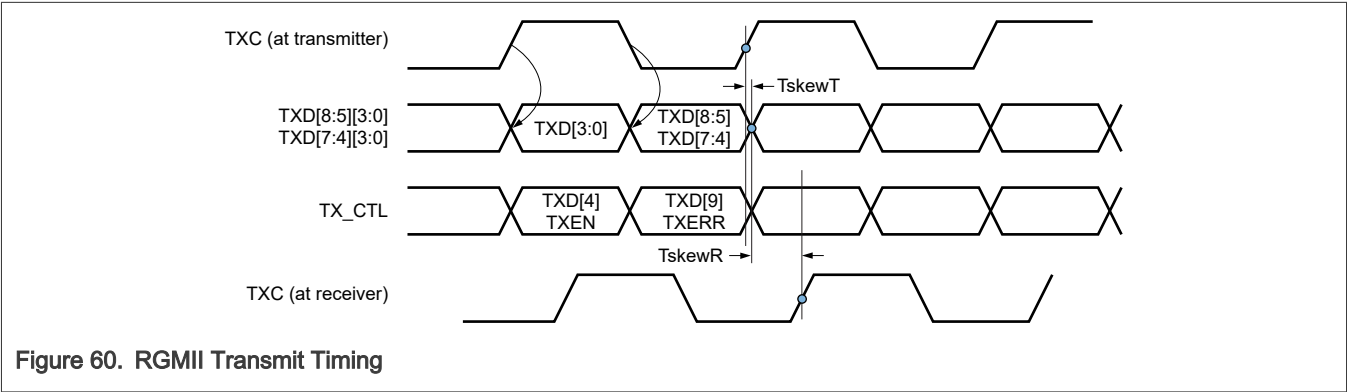 TXC (at transmitter)
TskewT
TXD[8:5][3:0]
TXD[7:4][3:0]
TXD[3:0]
TXD[8:5]
TXD[7:4]
TX_CTL
TXD[4]
TXEN
TXD[9]
TXERR
TskewR
TXC (at receiver)
Figure 60. RGMII Transmit Timing